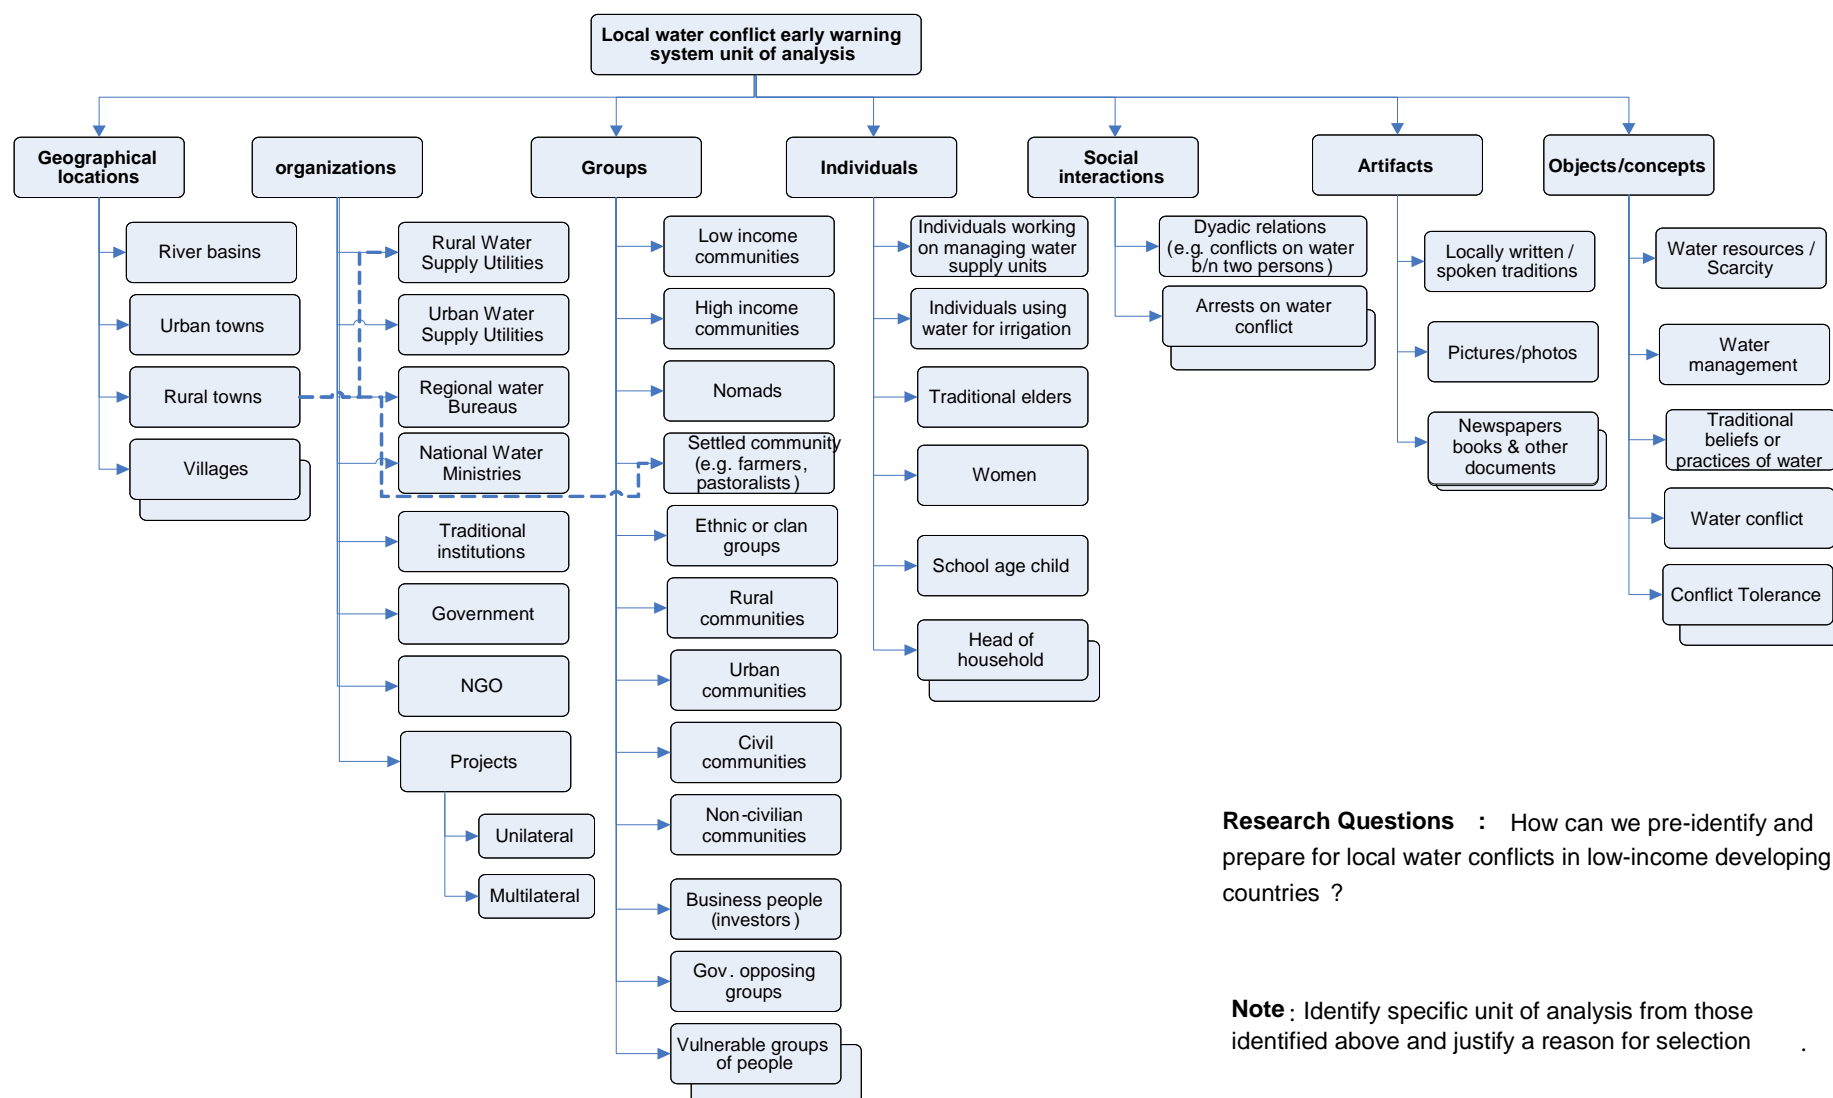 Local water conflict early warning
system unit of analysis
Geographical
locations
organizations
Groups
Individuals
Social
interactions
Artifacts
Objects/concepts
River basins
Urban towns
Rural towns
Villages
Rural Water
Supply Utilities
Urban Water
Supply Utilities
Regional water
Bureaus
National Water
Ministries
Traditional
institutions
Government
NGO
Projects
Unilateral
Multilateral
Low income
communities
High income
communities
Nomads
Settled community
(e.g. farmers,
pastoralists)
Ethnic or clan
groups
Rural
communities
Urban
communities
Civil
communities
Non-civilian
communities
Business people
(investors)
Gov. opposing
groups
Vulnerable groups
of people
Individuals working
on managing water
supply units
Individuals using
water for irrigation
Traditional elders
Women
School age child
Head of
household
Dyadic relations
(e.g. conflicts on water
b/n two persons)
Arrests on water
conflict
Locally written /
spoken traditions
Pictures/photos
Newspapers
books & other
documents
Water resources /
Scarcity
Water
management
Traditional
beliefs or
practices of water
Water conflict
Conflict Tolerance
Research Questions : How can we pre-identify and
prepare for local water conflicts in low-income developing
countries ?
Note : Identify specific unit of analysis from those
identified above and justify a reason for selection .